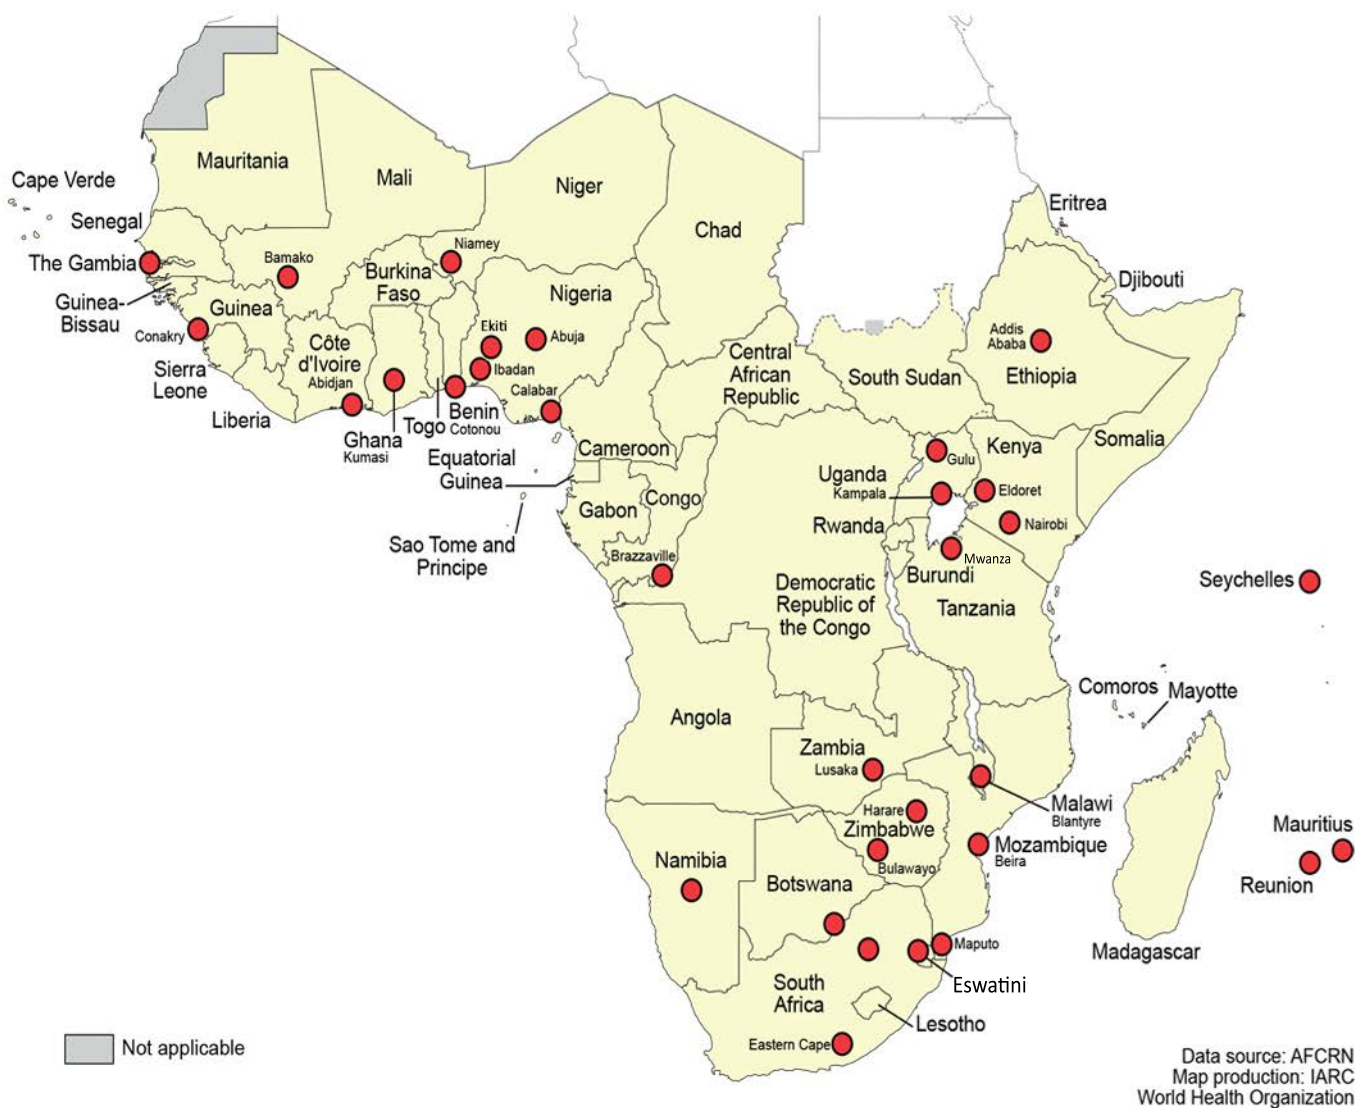 Mauritania
Mali
Niger
Chad
Cape Verde
Senegal
The Gambia
Guinea-
Bissau
Bamako
Niamey
Burkina
Faso
Guinea
Conakry
Sierra
Leone
Liberia
Côte
d'Ivoire
Abidjan
Ghana
Kumasi
Togo
Benin
Cotonou
Nigeria
Ekiti
Abuja
Ibadan
Calabar
Cameroon
Equatorial
Guinea
Sao Tome and
Principe
Gabon
Congo
Brazzaville
Central
African
Republic
South Sudan
Eritrea
Djibouti
Addis
Ababa
Ethiopia
Somalia
Kenya
Gulu
Uganda
Kampala
Eldoret
Nairobi
Rwanda
Mwanza
Burundi
Tanzania
Democratic
Republic of
the Congo
Seychelles
Comoros
Mayotte
Angola
Zambia
Lusaka
Malawi
Blantyre
Harare
Zimbabwe
Bulawayo
Mozambique
Beira
Mauritius
Reunion
Namibia
Botswana
Madagascar
Maputo
Eswatini
South
Africa
Lesotho
Eastern Cape
Not applicable
Data source: AFCRN
Map production: IARC
World Health Organization